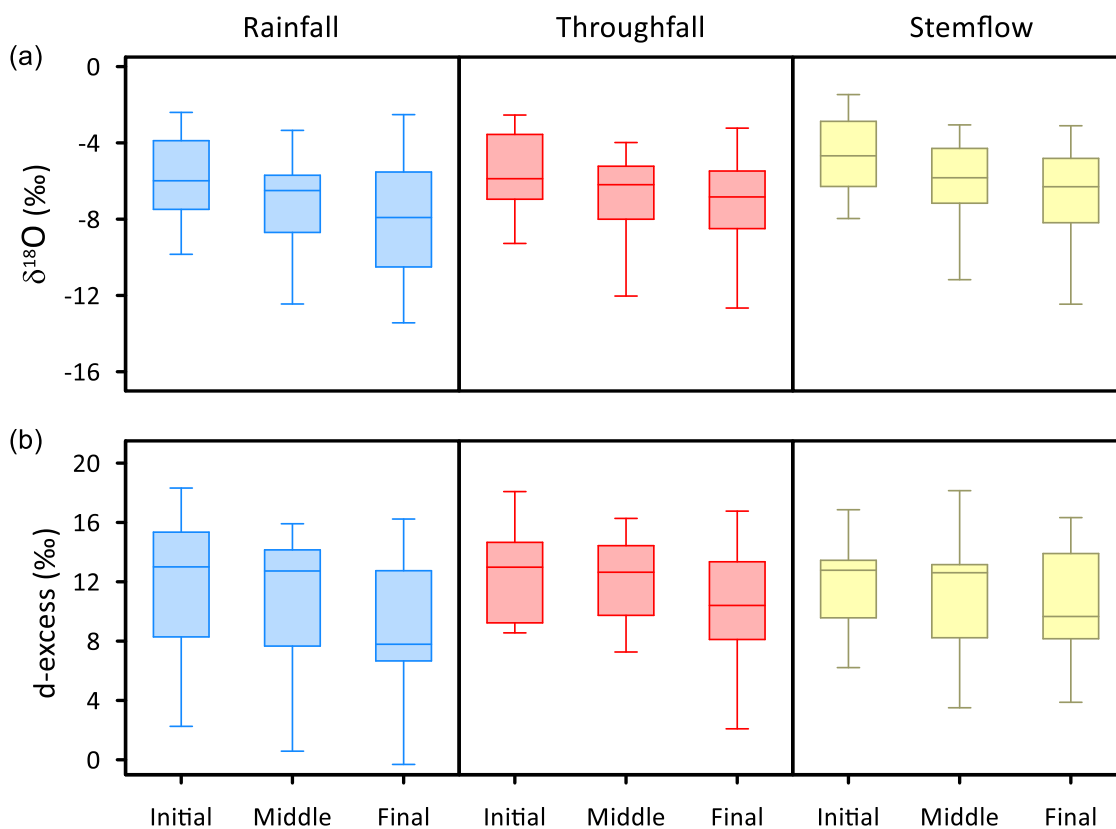 Rainfall Throughfall Stemflow
(a)
0
-4
-8
-12
-16
δ¹⁸O (‰)
(b)
20
16
12
8
4
0
d-excess (‰)
Initial Middle Final Initial Middle Final Initial Middle Final